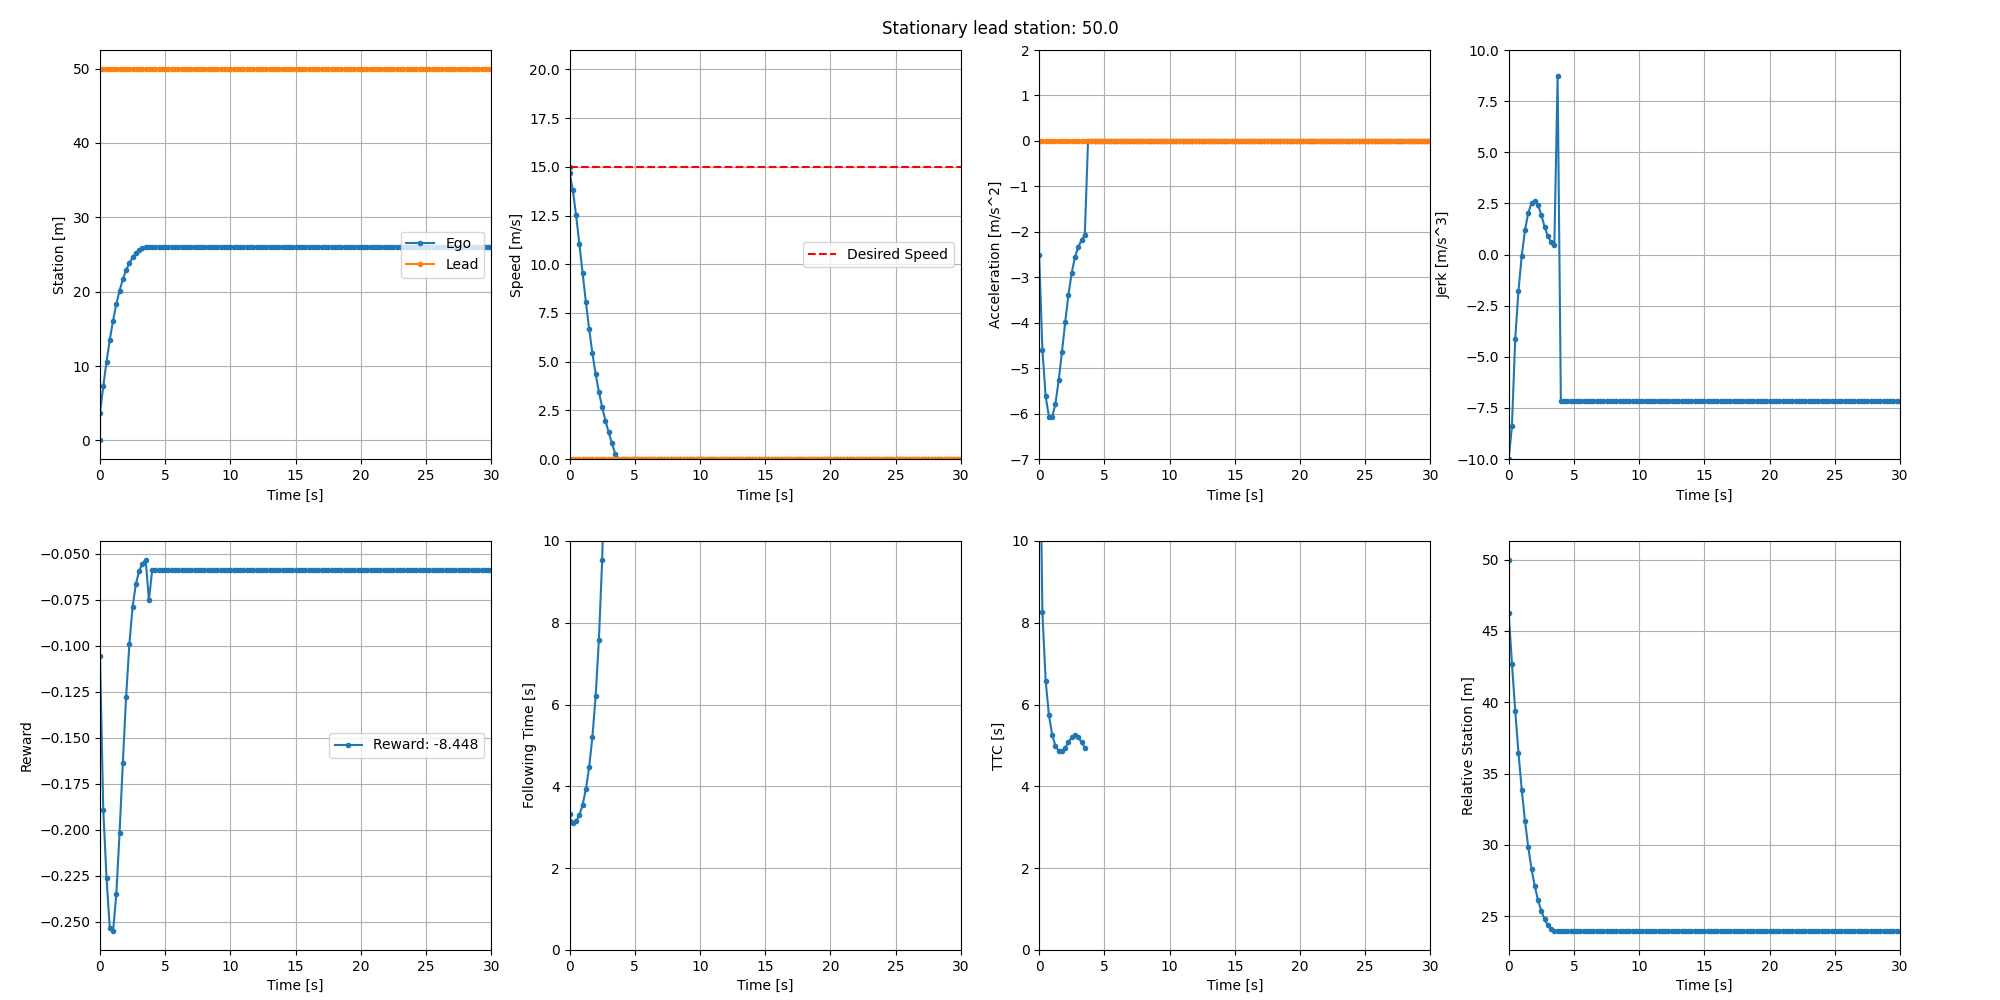 Stationary lead station: 50.0
Station [m]
50
40
30
20
10
0
Ego
Lead
0 5 10 15 20 25 30
Time [s]
Speed [m/s]
20.0
17.5
15.0
12.5
10.0
7.5
5.0
2.5
0.0
Desired Speed
0 5 10 15 20 25 30
Time [s]
Acceleration [m/s^2]
2
1
0
−1
−2
−3
−4
−5
−6
−7
0 5 10 15 20 25 30
Time [s]
Jerk [m/s^3]
10.0
7.5
5.0
2.5
0.0
−2.5
−5.0
−7.5
−10.0
0 5 10 15 20 25 30
Time [s]
Reward
−0.050
−0.075
−0.100
−0.125
−0.150
−0.175
−0.200
−0.225
−0.250
Reward: -8.448
0 5 10 15 20 25 30
Time [s]
Following Time [s]
10
8
6
4
2
0
0 5 10 15 20 25 30
Time [s]
TTC [s]
10
8
6
4
2
0
0 5 10 15 20 25 30
Time [s]
Relative Station [m]
50
45
40
35
30
25
0 5 10 15 20 25 30
Time [s]